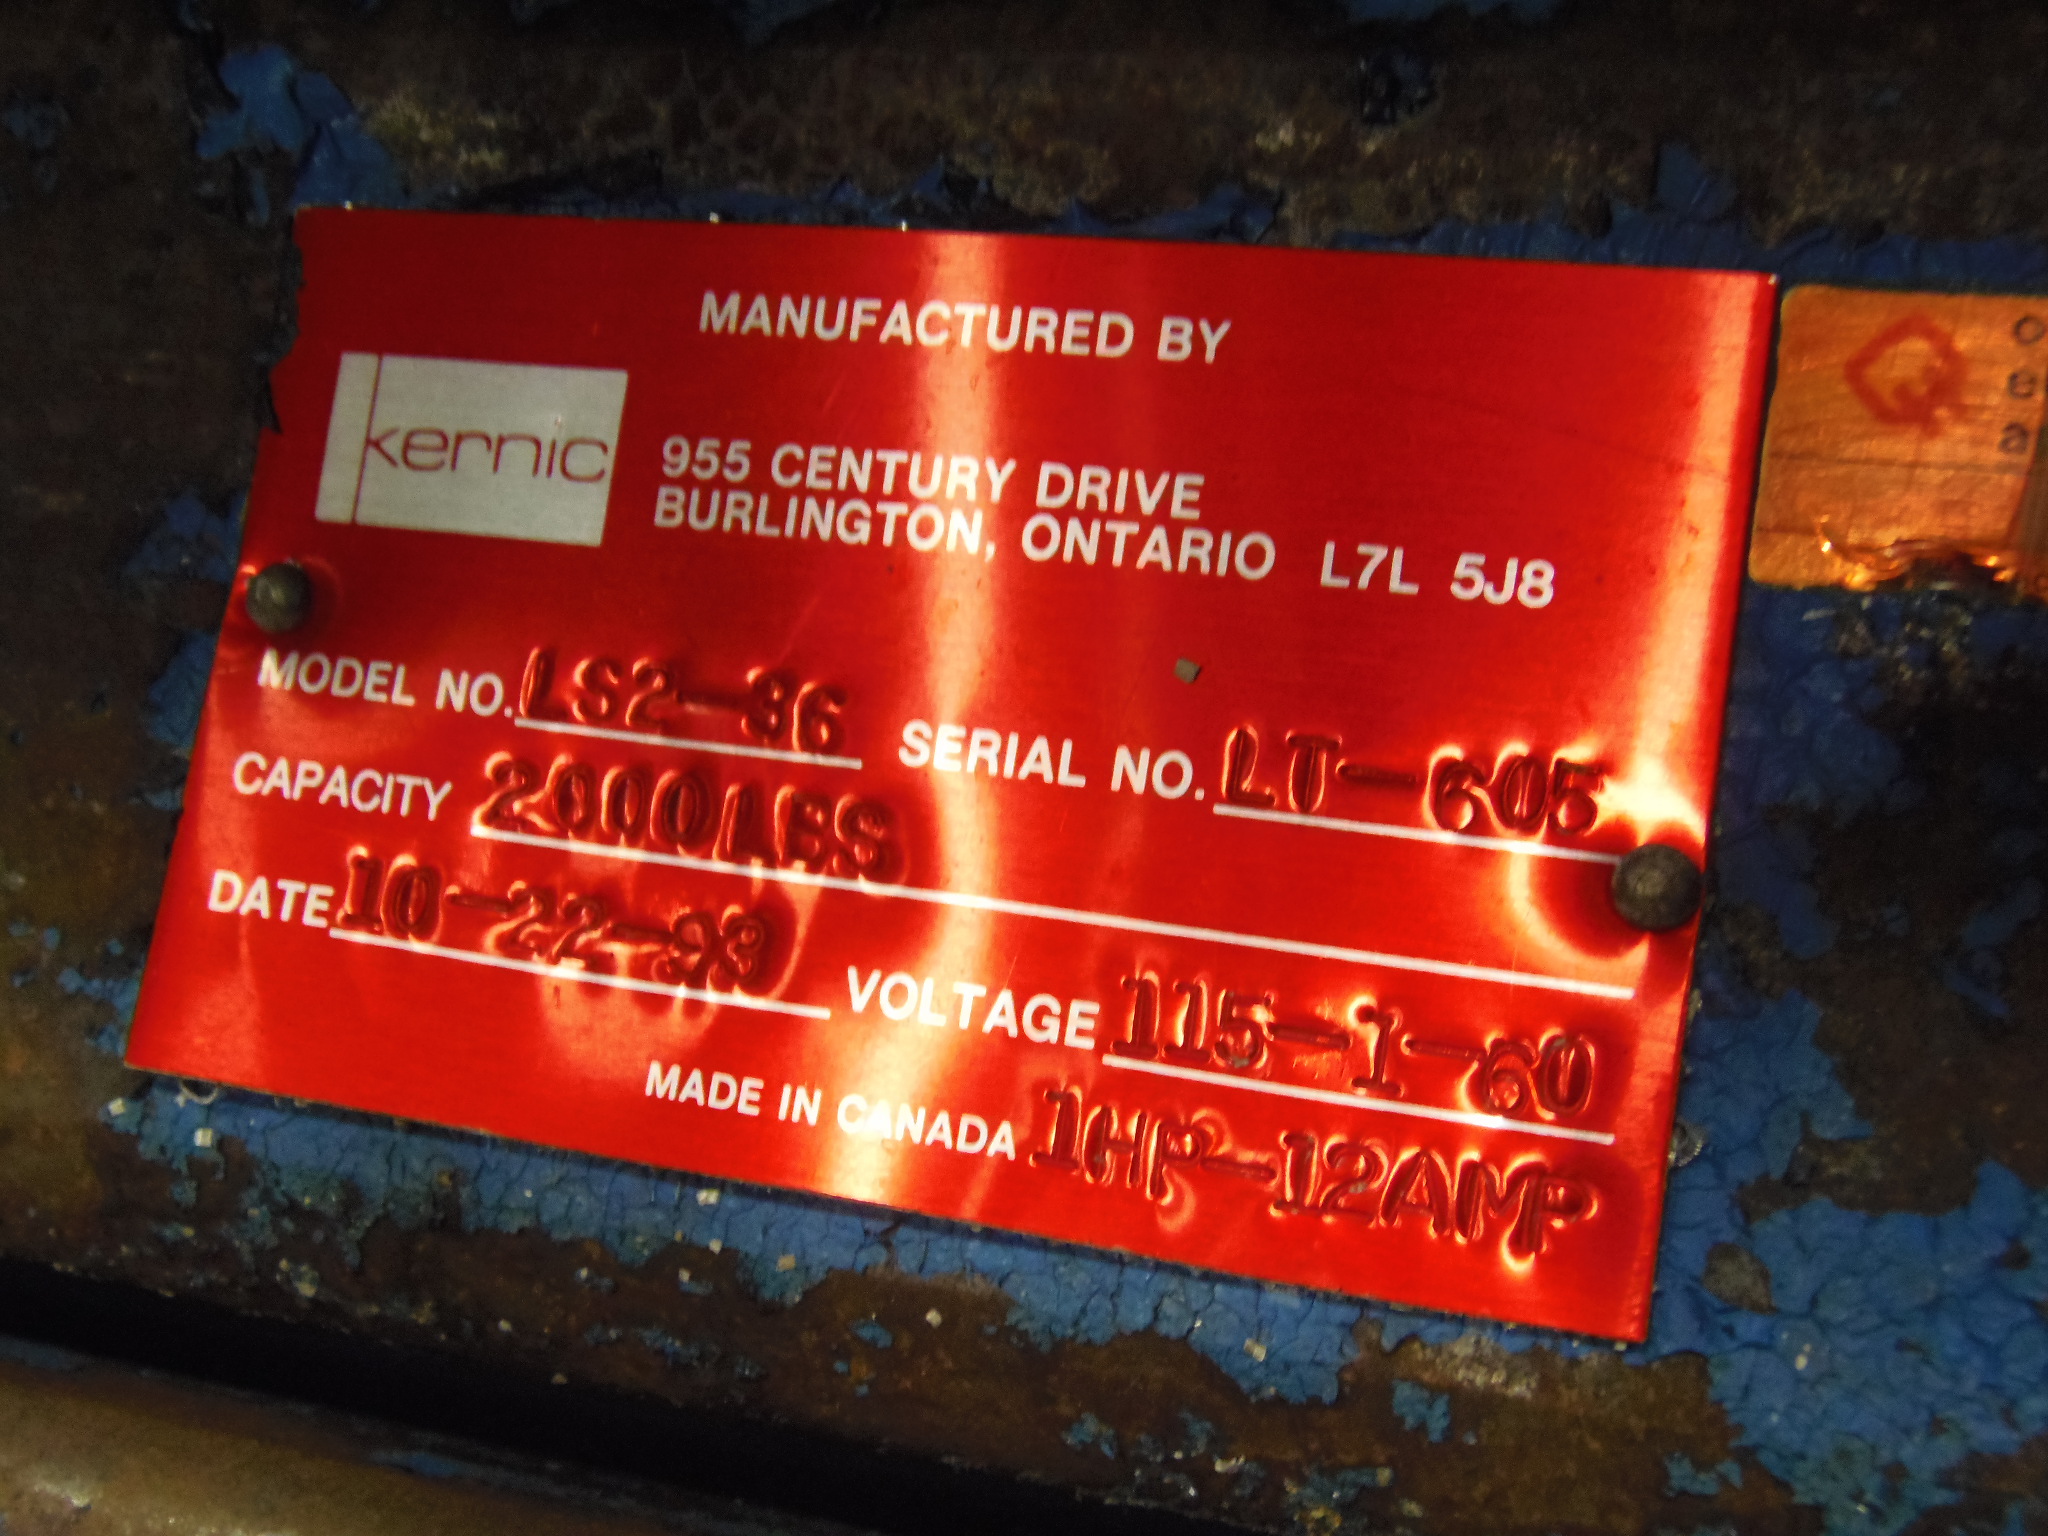 MANUFACTURED BY
kernic
955 CENTURY DRIVE
BURLINGTON, ONTARIO L7L 5J8
MODEL NO. LS2-36 SERIAL NO. LT-605
CAPACITY 2000LBS
DATE 10-22-93 VOLTAGE 115-1-60
MADE IN CANADA 1HP-12AMP